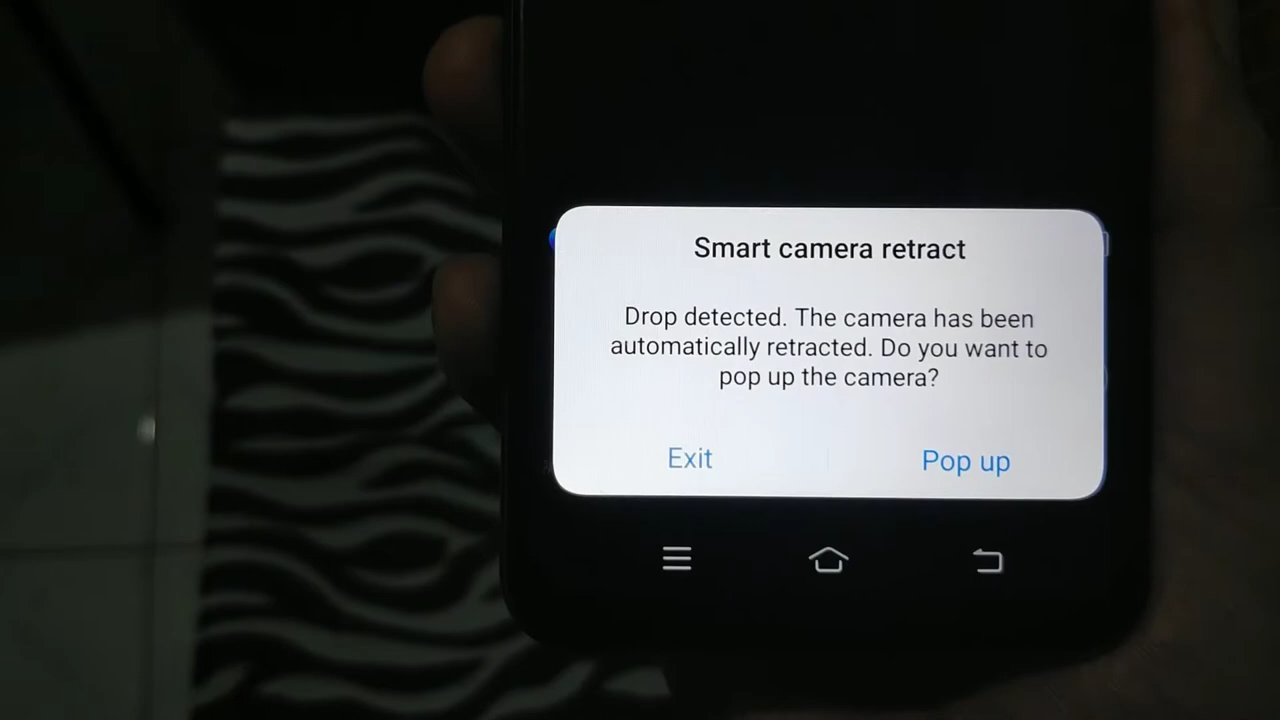 Smart camera retract
Drop detected. The camera has been
automatically retracted. Do you want to
pop up the camera?
Exit
Pop up